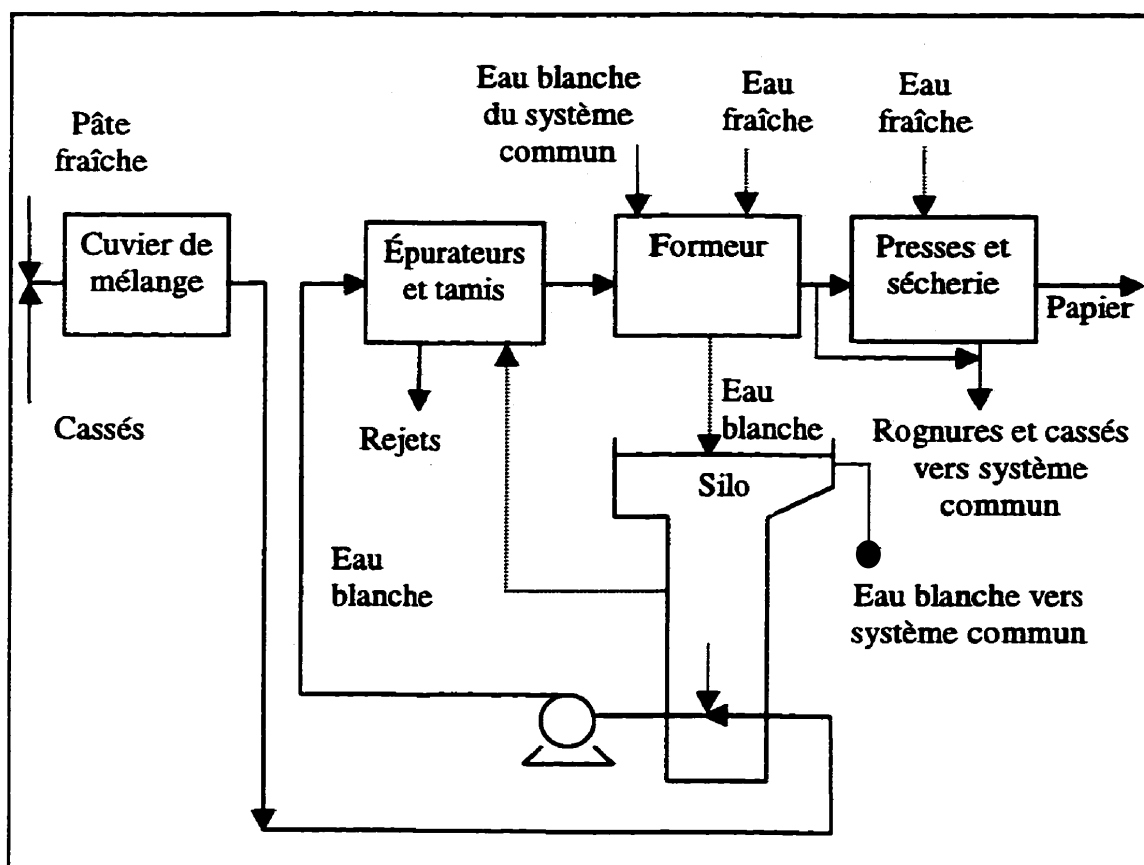 Eau blanche
du système
commun
Eau
fraîche
Eau
fraîche
Pâte
fraîche
Cuvier de
mélange
Épurateurs
et tamis
Formeur
Presses et
sécherie
Papier
Cassés
Rejets
Eau
blanche
Rognures et cassés
vers système
commun
Silo
Eau
blanche
Eau blanche vers
système commun